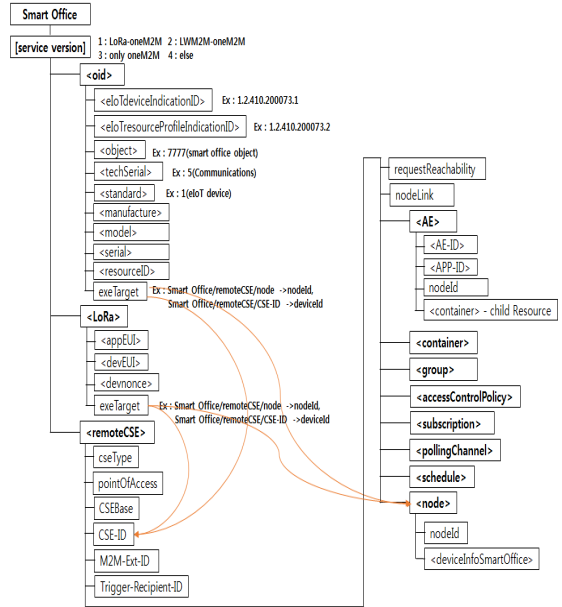 Smart Office
[service version]
1 : LoRa-oneM2M 2 : LWM2M-oneM2M
3 : only oneM2M 4 : else
<oid>
<eIoTdeviceIndicationID> Ex : 1.2.410.200073.1
<eIoTresourceProfileIndicationID> Ex : 1.2.410.200073.2
<object> Ex : 7777(smart office object)
<techSerial> Ex : 5(Communications)
<standard> Ex : 1(eIoT device)
<manufacture>
<model>
<serial>
<resourceID>
exeTarget Ex : Smart Office/remoteCSE/node ->nodeId,
Smart Office/remoteCSE/CSE-ID ->deviceId
<LoRa>
<appEUI>
<devEUI>
<devnonce>
exeTarget Ex : Smart Office/remoteCSE/node ->nodeId,
Smart Office/remoteCSE/CSE-ID ->deviceId
<remoteCSE>
cseType
pointOfAccess
CSEBase
CSE-ID
M2M-Ext-ID
Trigger-Recipient-ID
requestReachability
nodeLink
<AE>
<AE-ID>
<APP-ID>
nodeId
<container> - child Resource
<container>
<group>
<accessControlPolicy>
<subscription>
<pollingChannel>
<schedule>
<node>
nodeId
<deviceInfoSmartOffice>